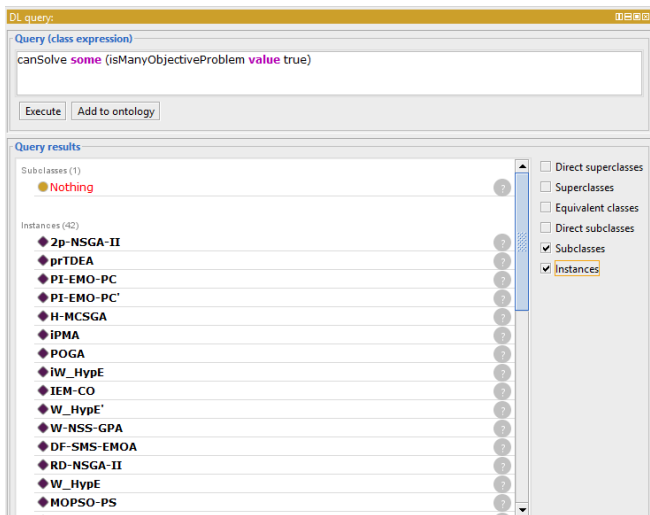 DL query:
Query (class expression)
canSolve some (isManyObjectiveProblem value true)
Execute
Add to ontology
Query results
Subclasses (1)
Nothing
?
Instances (42)
2p-NSGA-II
?
prTDEA
?
PI-EMO-PC
?
PI-EMO-PC'
?
H-MCSGA
?
iPMA
?
POGA
?
iW_HypE
?
IEM-CO
?
W_HypE'
?
W-NSS-GPA
?
DF-SMS-EMOA
?
RD-NSGA-II
?
W_HypE
?
MOPSO-PS
?
Direct superclasses
Superclasses
Equivalent classes
Direct subclasses
Subclasses
Instances